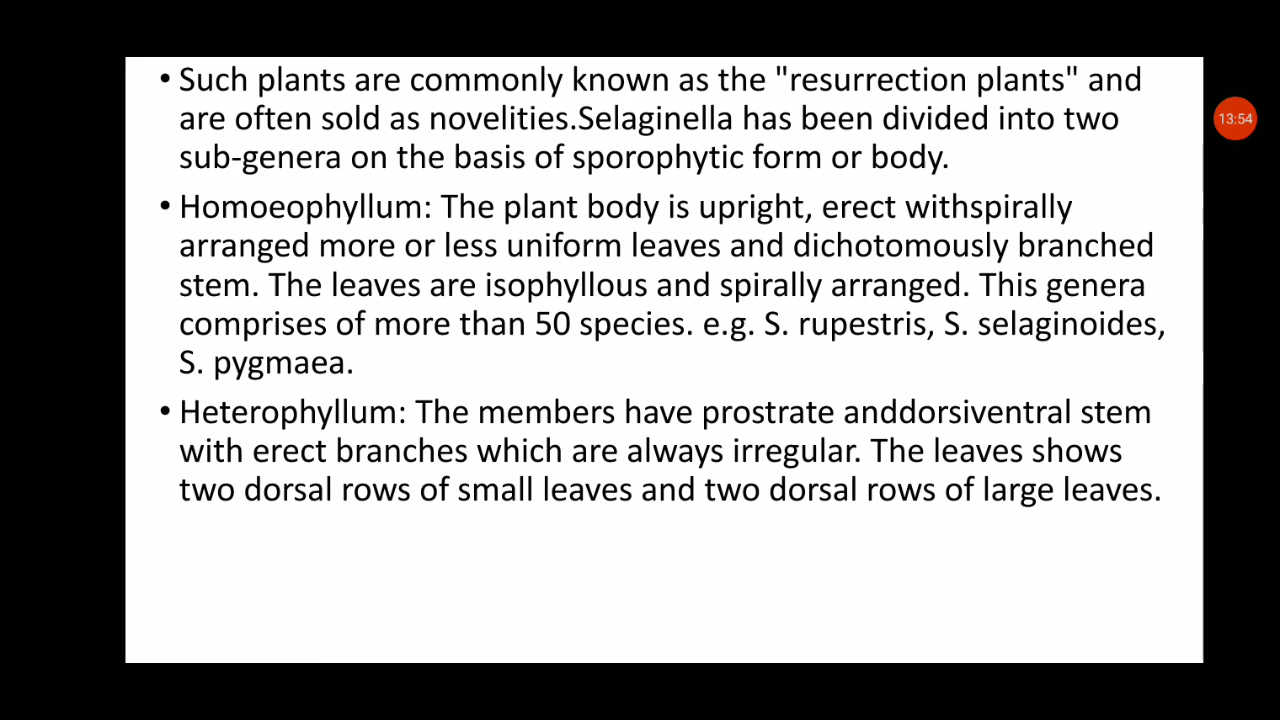 • Such plants are commonly known as the "resurrection plants" and
are often sold as novelities.Selaginella has been divided into two
sub-genera on the basis of sporophytic form or body.
• Homoeophyllum: The plant body is upright, erect withspirally
arranged more or less uniform leaves and dichotomously branched
stem. The leaves are isophyllous and spirally arranged. This genera
comprises of more than 50 species. e.g. S. rupestris, S. selaginoides,
S. pygmaea.
• Heterophyllum: The members have prostrate anddorsiventral stem
with erect branches which are always irregular. The leaves shows
two dorsal rows of small leaves and two dorsal rows of large leaves.
13:54